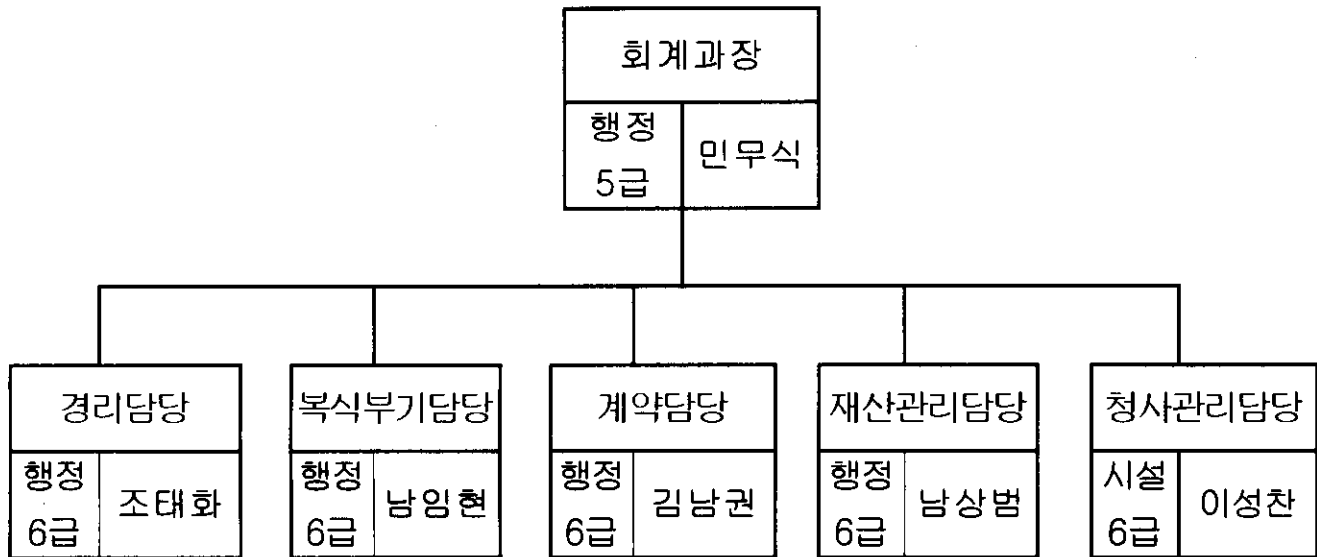 회계과장
행정 5급
민무식
경리담당
행정 6급
조태화
복식부기담당
행정 6급
남임현
계약담당
행정 6급
김남권
재산관리담당
행정 6급
남상범
청사관리담당
시설 6급
이성찬